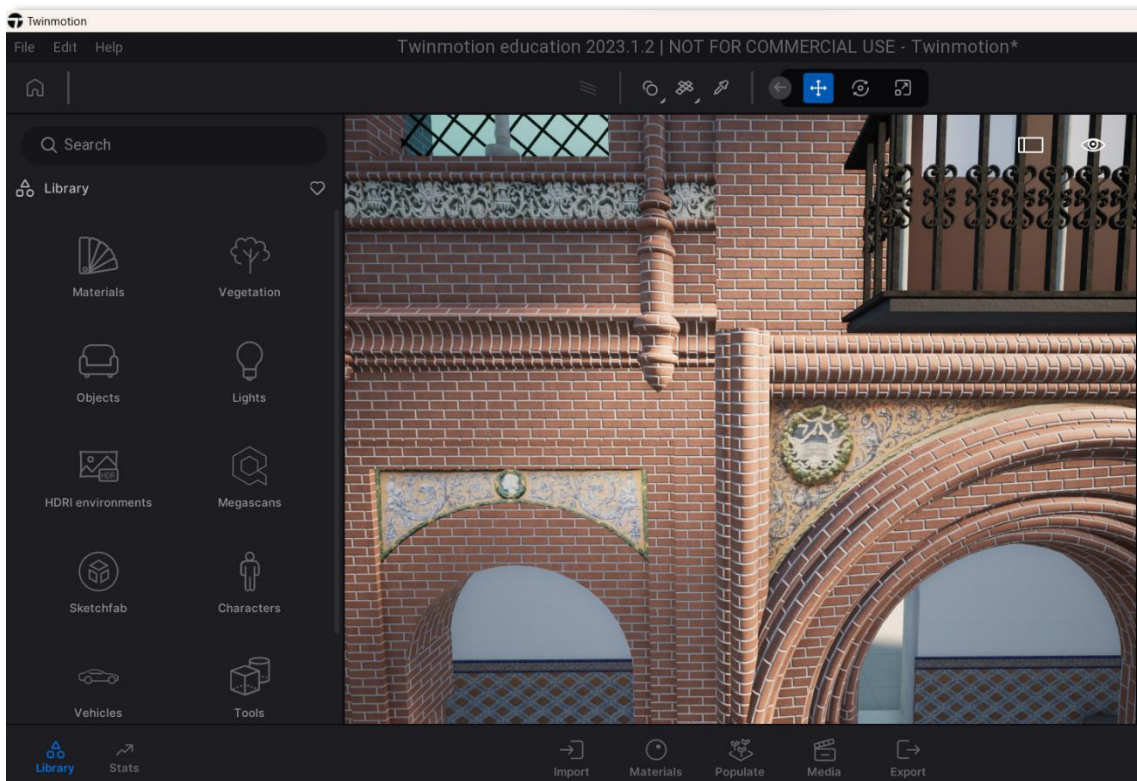 Twinmotion
File Edit Help
Twinmotion education 2023.1.2 | NOT FOR COMMERCIAL USE - Twinmotion*
Search
Library
Materials Vegetation
Objects Lights
HDR
HDRI environments Megascans
Sketchfab Characters
Vehicles Tools
Library Stats Import Materials Populate Media Export